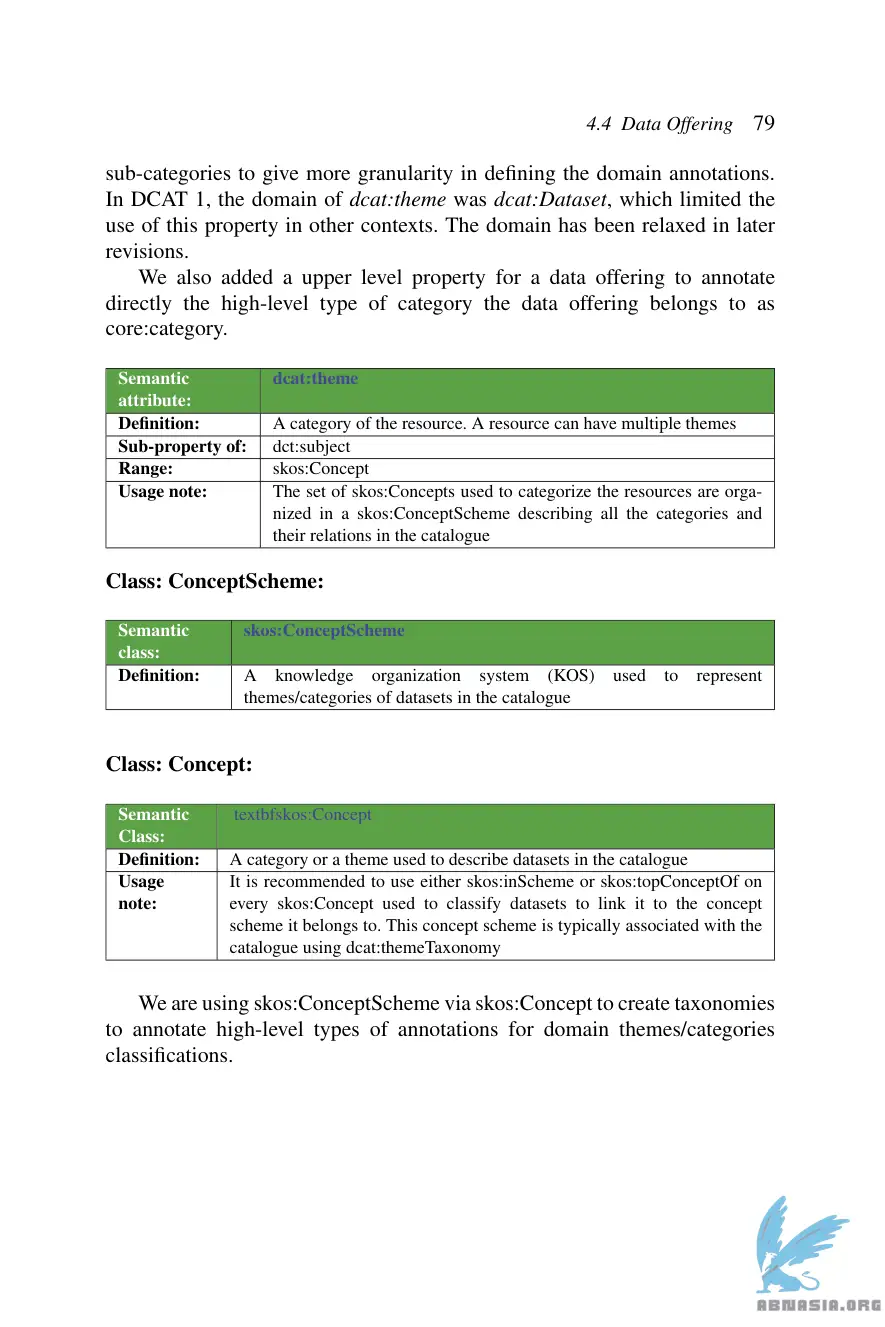 4.4 Data Offering 79
sub-categories to give more granularity in defining the domain annotations.
In DCAT 1, the domain of dcat:theme was dcat:Dataset, which limited the
use of this property in other contexts. The domain has been relaxed in later
revisions.
We also added a upper level property for a data offering to annotate
directly the high-level type of category the data offering belongs to as
core:category.
Semantic dcat:theme
attribute:
Definition: A category of the resource. A resource can have multiple themes
Sub-property of: dct:subject
Range: skos:Concept
Usage note: The set of skos:Concepts used to categorize the resources are orga-
nized in a skos:ConceptScheme describing all the categories and
their relations in the catalogue
Class: ConceptScheme:
Semantic skos:ConceptScheme
class:
Definition: A knowledge organization system (KOS) used to represent
themes/categories of datasets in the catalogue
Class: Concept:
Semantic textbfskos:Concept
Class:
Definition: A category or a theme used to describe datasets in the catalogue
Usage It is recommended to use either skos:inScheme or skos:topConceptOf on
note: every skos:Concept used to classify datasets to link it to the concept
scheme it belongs to. This concept scheme is typically associated with the
catalogue using dcat:themeTaxonomy
We are using skos:ConceptScheme via skos:Concept to create taxonomies
to annotate high-level types of annotations for domain themes/categories
classifications.
ABNASIA.ORG